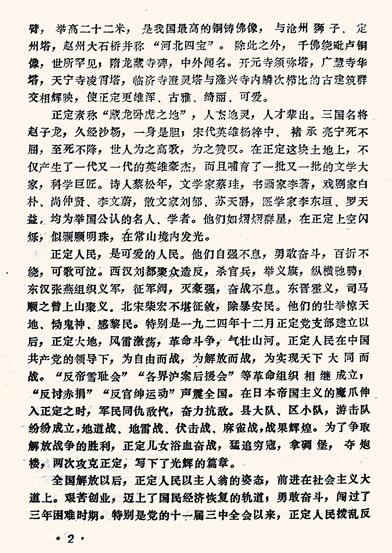 臂，举高二十二米，是我国最高的铜铸佛像，与沧州狮子、定
州塔，赵州大石桥并称“河北四宝”。除此之外，千佛绕毗卢铜
像，世所罕见；隋龙藏寺碑，中外闻名。开元寺须弥塔，广慧寺华
塔，天宁寺凌霄塔，临济寺澄灵塔与隆兴寺内鳞次栉比的古建筑群
交相辉映，使正定更雄浑、古雅、绮丽、可爱。
正定素称“藏龙卧虎之地”，人杰地灵，人才辈出。三国名将
赵子龙，久经沙场，一身是胆；宋代英雄杨粹中、褚承亮宁死不
屈，至死不降，世人为之高歌，为之赞叹。在正定这块土地上，不
仅产生了一代又一代的英雄豪杰，而且哺育了一批又一批的文学大
家，科学巨匠。诗人蔡松年，文学家蔡珪，书画家李著，戏剧家白
朴、尚仲贤、李文蔚，散文家刘郁、苏天爵，医学家李东垣、罗天
益，均为举国公认的名人、学者。他们如熠熠群星，在正定上空闪
烁，似颗颗明珠，在常山境内发光。
正定人民，是可爱的人民。他们自强不息，勇敢奋斗，百折不
挠，可歌可泣。西汉刘都聚众造反，杀官兵，举义旗，纵横驰骋，
东汉张燕组织义军，征军阀，灭豪强，奋战不息。东晋雅义，司马
顺之曾上山聚义。北宋柴宏不堪征敛，除暴安民。他们的壮举惊天
地、恸鬼神、感黎民。特别是一九二四年十二月正定党支部建立以
后，正定大地，风雷激荡，革命斗争，气壮山河。正定人民在中国
共产党的领导下，为自由而战，为解放而战，为实现天下大同而
战。“反帝雪耻会”“各界沪案后援会”等革命组织相继成立；
“反讨赤捐”“反官绅运动”声震全国。在日本帝国主义的魔爪伸
入正定之时，军民同仇敌忾，奋力抗敌。县大队、区小队，游击队
纷纷成立，地道战、地雷战、伏击战、麻雀战，战果辉煌。为了争取
解放战争的胜利，正定儿女浴血奋战，猛追穷寇，拿碉堡，夺炮
楼，两次攻克正定，写下了光辉的篇章。
全国解放以后，正定人民以主人翁的姿态，前进在社会主义大
道上。艰苦创业，迈上了国民经济恢复的轨道；勇敢奋斗，闯过了
三年困难时期。特别是党的十一届三中全会以来，正定人民拨乱反
·2·